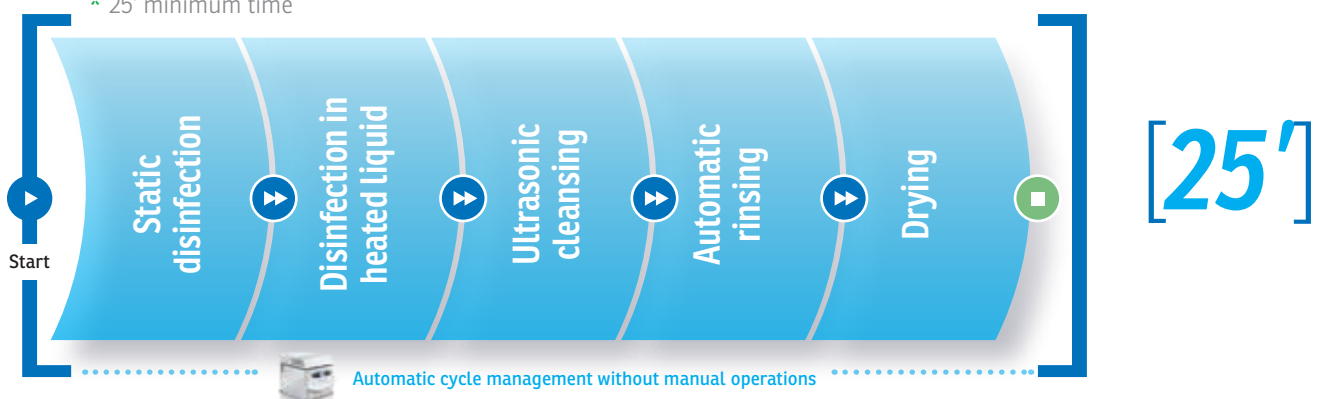 * 25' minimum time
Static
disinfection
Disinfection in
heated liquid
Ultrasonic
cleansing
Automatic
rinsing
Drying
[25']
Start
Automatic cycle management without manual operations